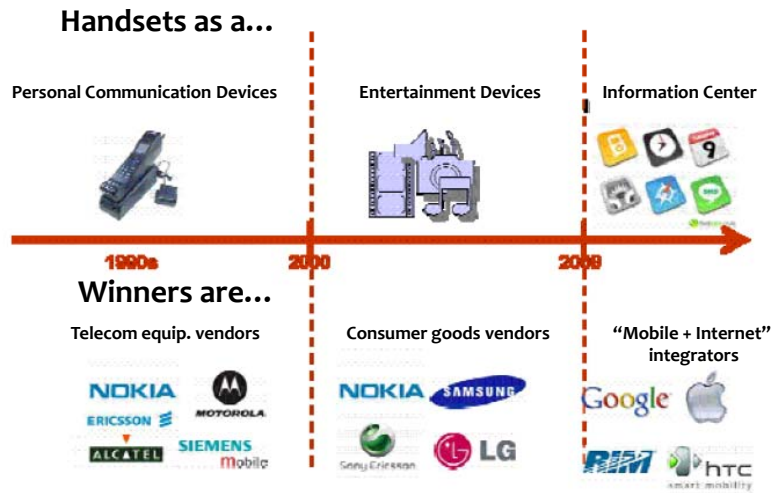 Handsets as a…
Personal Communication Devices
Entertainment Devices
Information Center
9
1990s
2000
2009
Winners are…
Telecom equip. vendors
Consumer goods vendors
“Mobile + Internet”
integrators
NOKIA
MOTOROLA
ERICSSON
ALCATEL
SIEMENS
mobile
NOKIA
SAMSUNG
Sony Ericsson
LG
Google
RIM
hTC
smart mobility